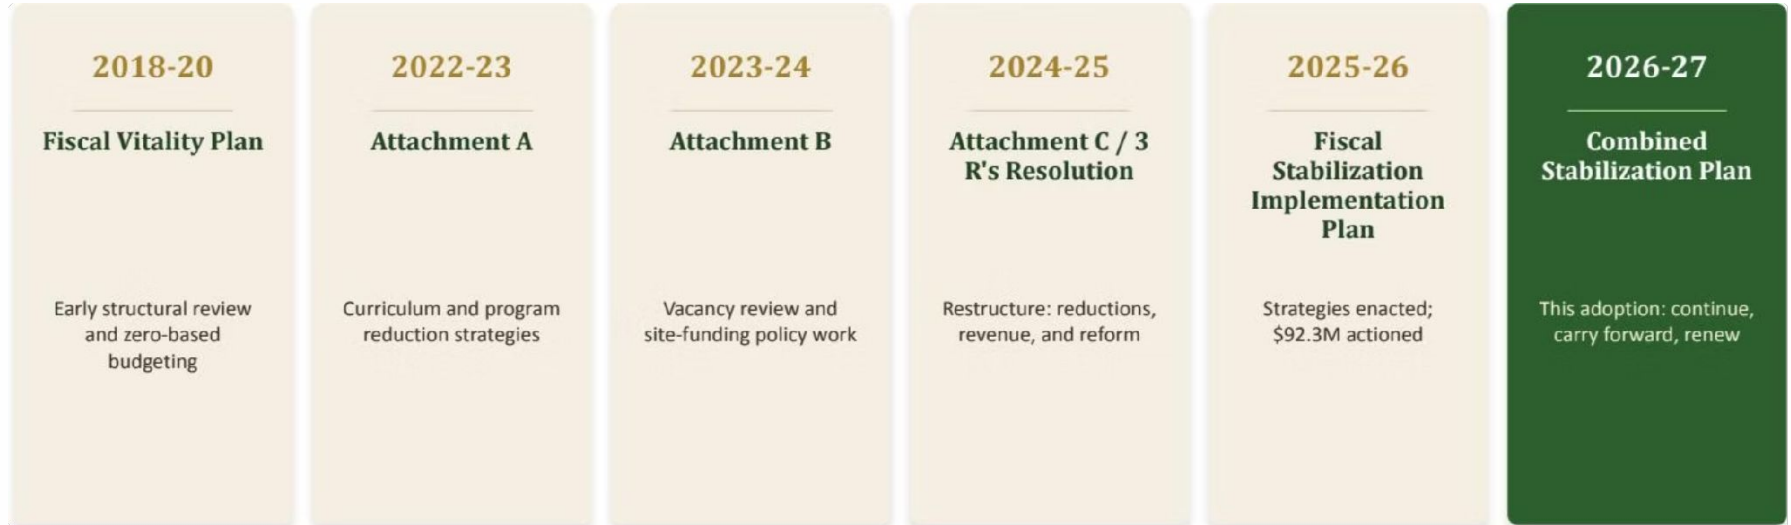 2018-20
Fiscal Vitality Plan
Early structural review
and zero-based
budgeting
2022-23
Attachment A
Curriculum and program
reduction strategies
2023-24
Attachment B
Vacancy review and
site-funding policy work
2024-25
Attachment C / 3
R's Resolution
Restructure: reductions,
revenue, and reform
2025-26
Fiscal
Stabilization
Implementation
Plan
Strategies enacted;
$92.3M actioned
2026-27
Combined
Stabilization Plan
This adoption: continue,
carry forward, renew